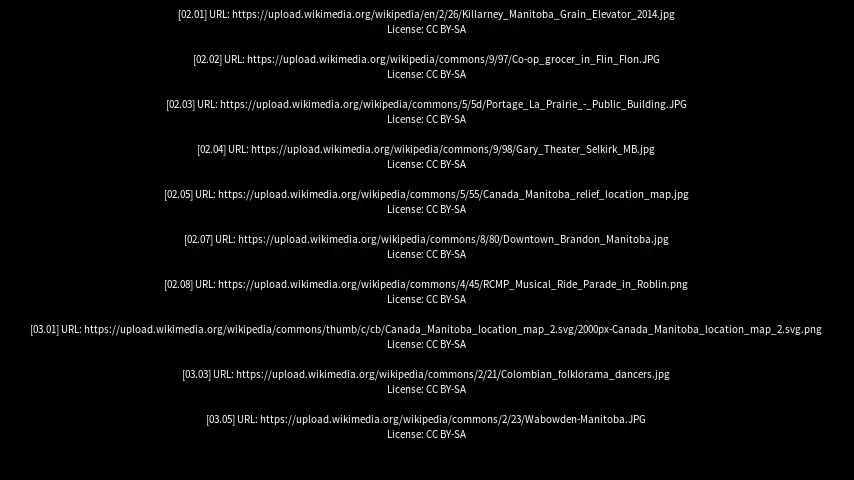 [02.01] URL: https://upload.wikimedia.org/wikipedia/en/2/26/Killarney_Manitoba_Grain_Elevator_2014.jpg
License: CC BY-SA
[02.02] URL: https://upload.wikimedia.org/wikipedia/commons/9/97/Co-op_grocer_in_Flin_Flon.JPG
License: CC BY-SA
[02.03] URL: https://upload.wikimedia.org/wikipedia/commons/5/5d/Portage_La_Prairie_-_Public_Building.JPG
License: CC BY-SA
[02.04] URL: https://upload.wikimedia.org/wikipedia/commons/9/98/Gary_Theater_Selkirk_MB.jpg
License: CC BY-SA
[02.05] URL: https://upload.wikimedia.org/wikipedia/commons/5/55/Canada_Manitoba_relief_location_map.jpg
License: CC BY-SA
[02.07] URL: https://upload.wikimedia.org/wikipedia/commons/8/80/Downtown_Brandon_Manitoba.jpg
License: CC BY-SA
[02.08] URL: https://upload.wikimedia.org/wikipedia/commons/4/45/RCMP_Musical_Ride_Parade_in_Roblin.png
License: CC BY-SA
[03.01] URL: https://upload.wikimedia.org/wikipedia/commons/thumb/c/cb/Canada_Manitoba_location_map_2.svg/2000px-Canada_Manitoba_location_map_2.svg.png
License: CC BY-SA
[03.03] URL: https://upload.wikimedia.org/wikipedia/commons/2/21/Colombian_folklorama_dancers.jpg
License: CC BY-SA
[03.05] URL: https://upload.wikimedia.org/wikipedia/commons/2/23/Wabowden-Manitoba.JPG
License: CC BY-SA